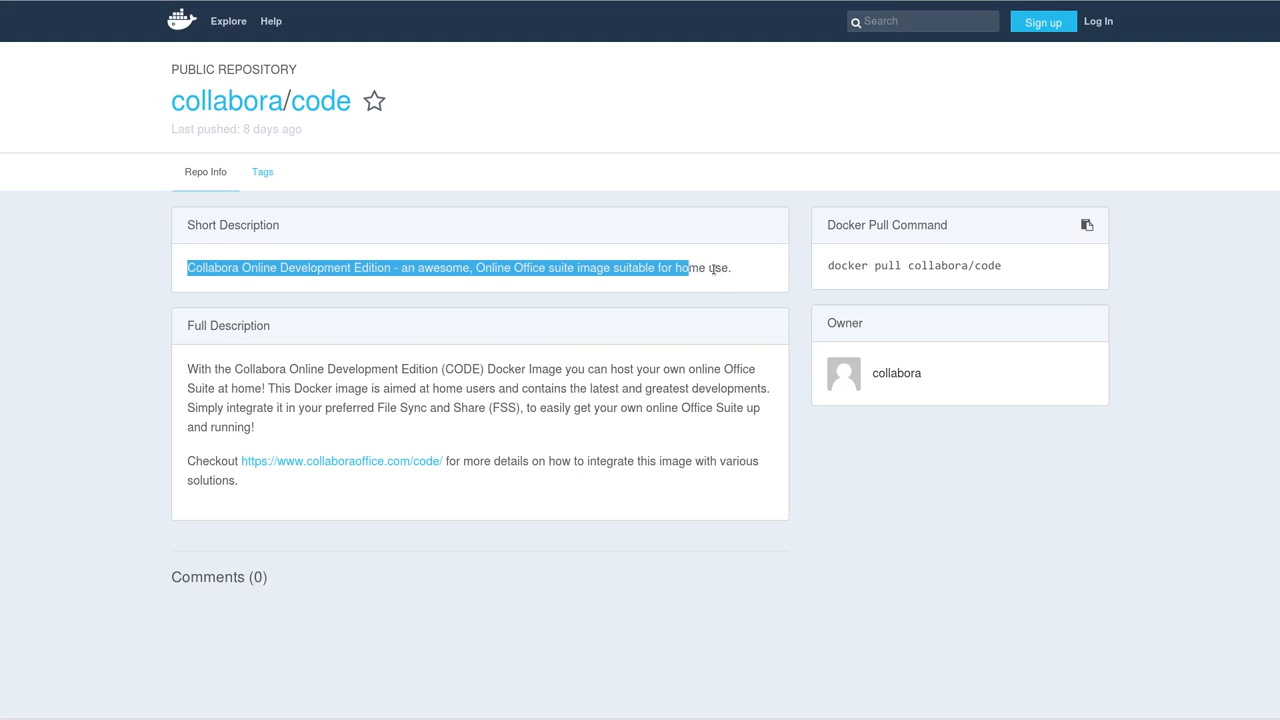 Explore Help Search Sign up Log In
PUBLIC REPOSITORY
collabora/code
Last pushed: 8 days ago
Repo Info Tags
Short Description
Collabora Online Development Edition - an awesome, Online Office suite image suitable for home use.
Full Description
With the Collabora Online Development Edition (CODE) Docker Image you can host your own online Office
Suite at home! This Docker image is aimed at home users and contains the latest and greatest developments.
Simply integrate it in your preferred File Sync and Share (FSS), to easily get your own online Office Suite up
and running!
Checkout https://www.collaboraoffice.com/code/ for more details on how to integrate this image with various
solutions.
Comments (0)
Docker Pull Command
docker pull collabora/code
Owner
collabora